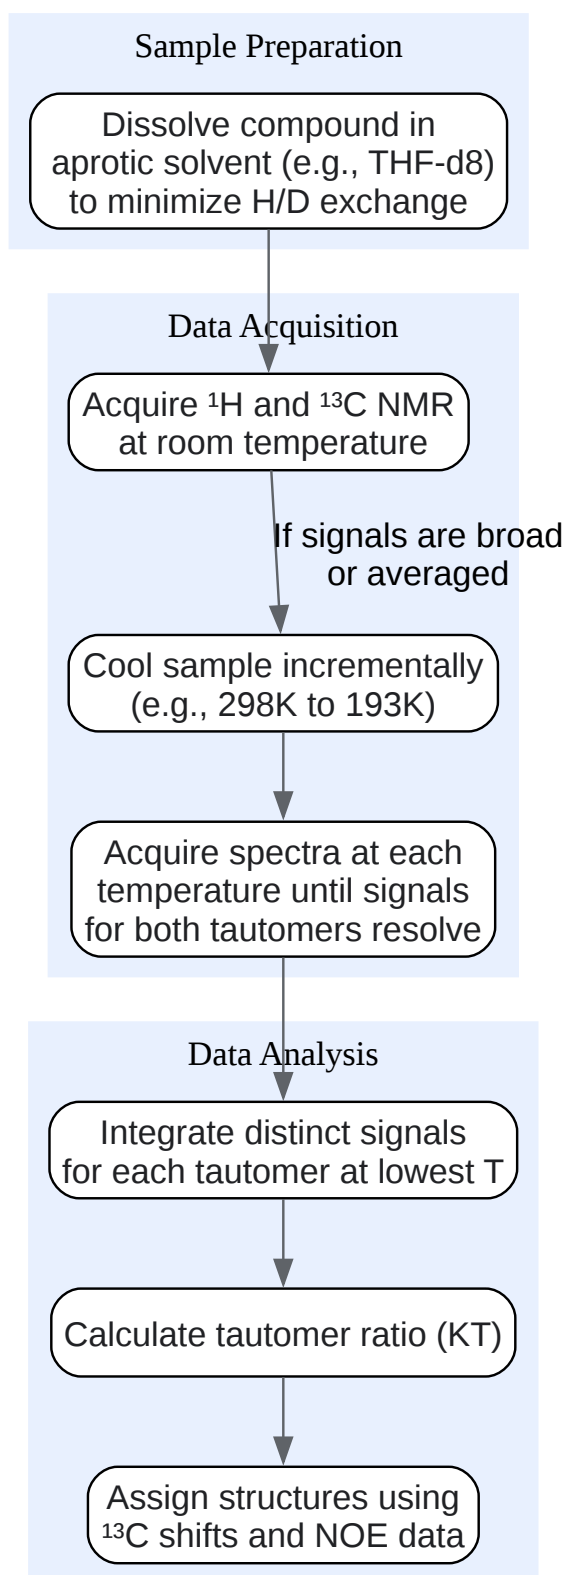 Sample Preparation
Dissolve compound in
aprotic solvent (e.g., THF-d8)
to minimize H/D exchange
Data Acquisition
Acquire ¹H and ¹³C NMR
at room temperature
If signals are broad
or averaged
Cool sample incrementally
(e.g., 298K to 193K)
Acquire spectra at each
temperature until signals
for both tautomers resolve
Data Analysis
Integrate distinct signals
for each tautomer at lowest T
Calculate tautomer ratio (KT)
Assign structures using
¹³C shifts and NOE data